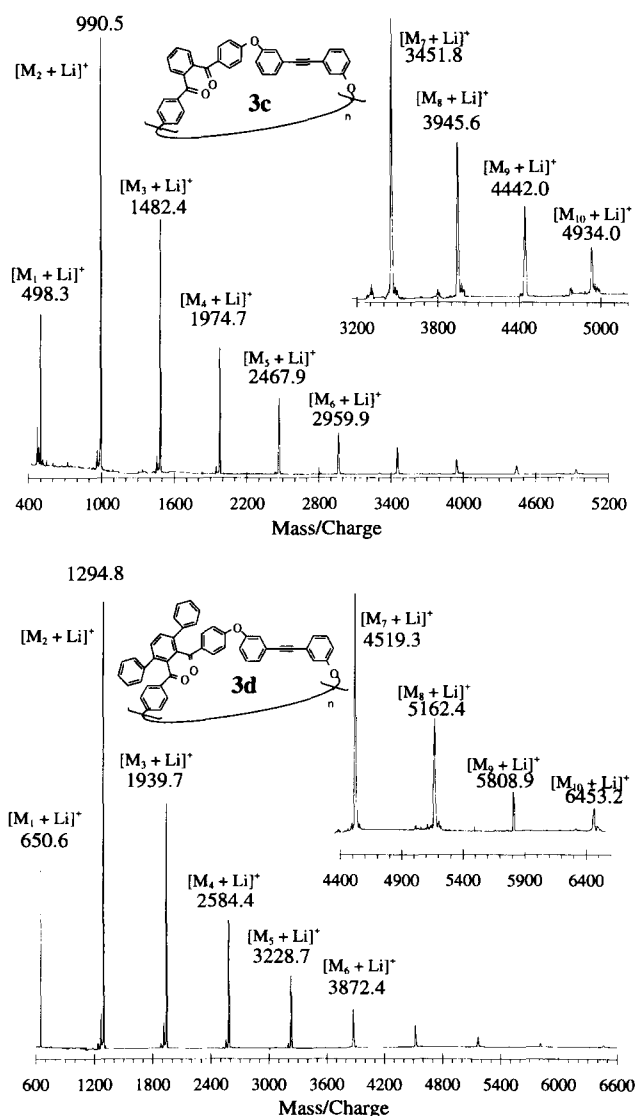 990.5
[M2 + Li]+
[M3 + Li]+
1482.4
[M1 + Li]+
498.3
[M4 + Li]+
1974.7
[M5 + Li]+
2467.9
[M6 + Li]+
2959.9
O
O
O
O
3c
n
[M7 + Li]+
3451.8
[M8 + Li]+
3945.6
[M9 + Li]+
4442.0
[M10 + Li]+
4934.0
3200 3800 4400 5000
400 1000 1600 2200 2800 3400 4000 4600 5200
Mass/Charge
1294.8
[M2 + Li]+
[M3 + Li]+
1939.7
[M1 + Li]+
650.6
[M4 + Li]+
2584.4
[M5 + Li]+
3228.7
[M6 + Li]+
3872.4
O
O
O
O
3d
n
[M7 + Li]+
4519.3
[M8 + Li]+
5162.4
[M9 + Li]+
5808.9
[M10 + Li]+
6453.2
4400 4900 5400 5900 6400
600 1200 1800 2400 3000 3600 4200 4800 5400 6000 6600
Mass/Charge